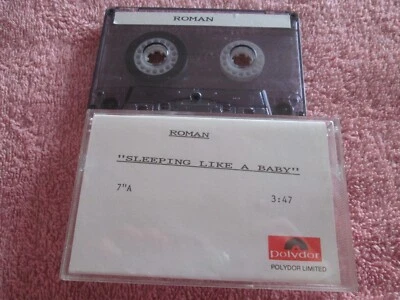 ROMAN
ROMAN
"SLEEPING LIKE A BABY"
7"A 3:47
Polydor
POLYDOR LIMITED